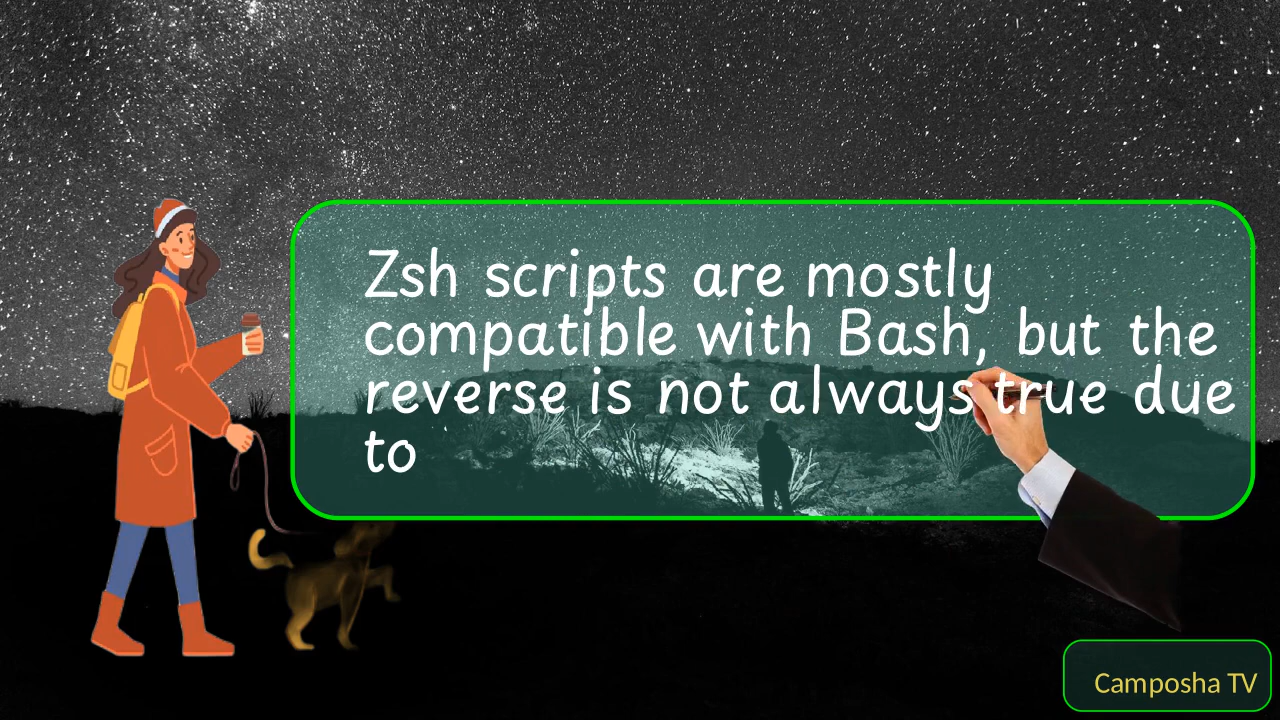 Zsh scripts are mostly
compatible with Bash, but the
reverse is not always true due
to
Camposha TV